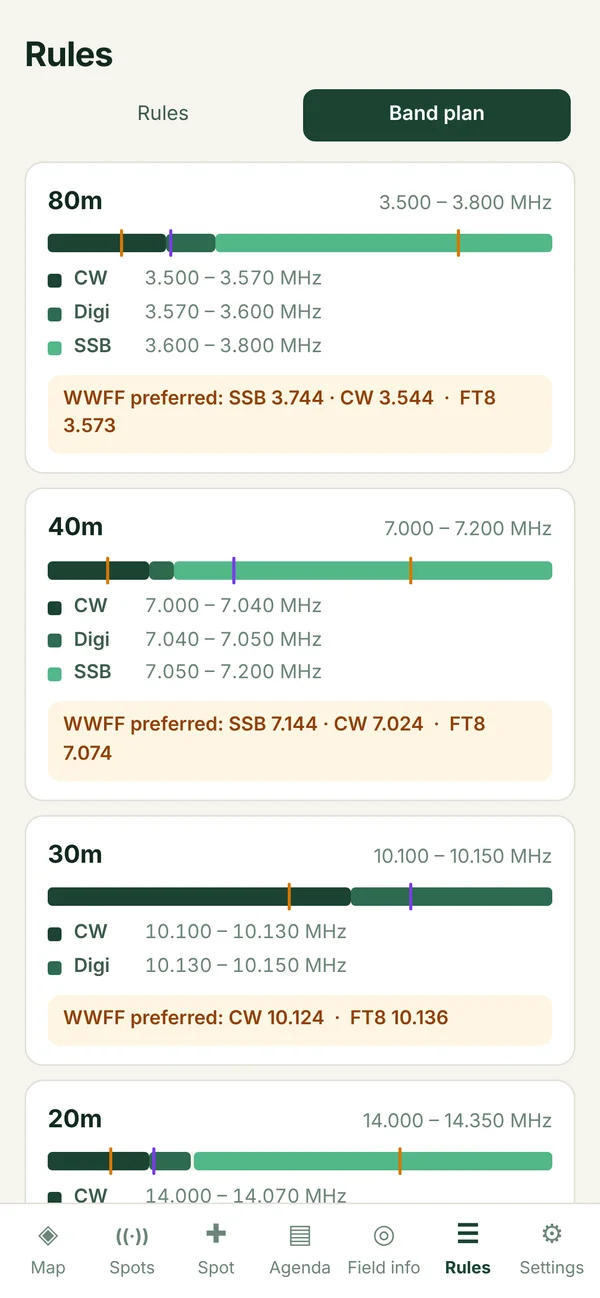 Rules
Rules Band plan
80m 3.500 – 3.800 MHz
CW 3.500 – 3.570 MHz
Digi 3.570 – 3.600 MHz
SSB 3.600 – 3.800 MHz
WWFF preferred: SSB 3.744 · CW 3.544 · FT8
3.573
40m 7.000 – 7.200 MHz
CW 7.000 – 7.040 MHz
Digi 7.040 – 7.050 MHz
SSB 7.050 – 7.200 MHz
WWFF preferred: SSB 7.144 · CW 7.024 · FT8
7.074
30m 10.100 – 10.150 MHz
CW 10.100 – 10.130 MHz
Digi 10.130 – 10.150 MHz
WWFF preferred: CW 10.124 · FT8 10.136
20m 14.000 – 14.350 MHz
CW 14.000 – 14.070 MHz
Map Spots Spot Agenda Field info Rules Settings